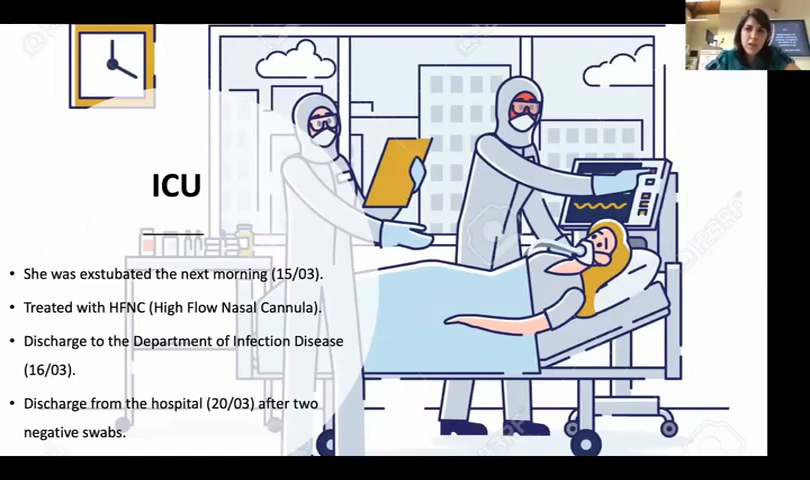 ICU
• She was exstubated the next morning (15/03).
• Treated with HFNC (High Flow Nasal Cannula).
• Discharge to the Department of Infection Disease
(16/03).
• Discharge from the hospital (20/03) after two
negative swabs.
123RF